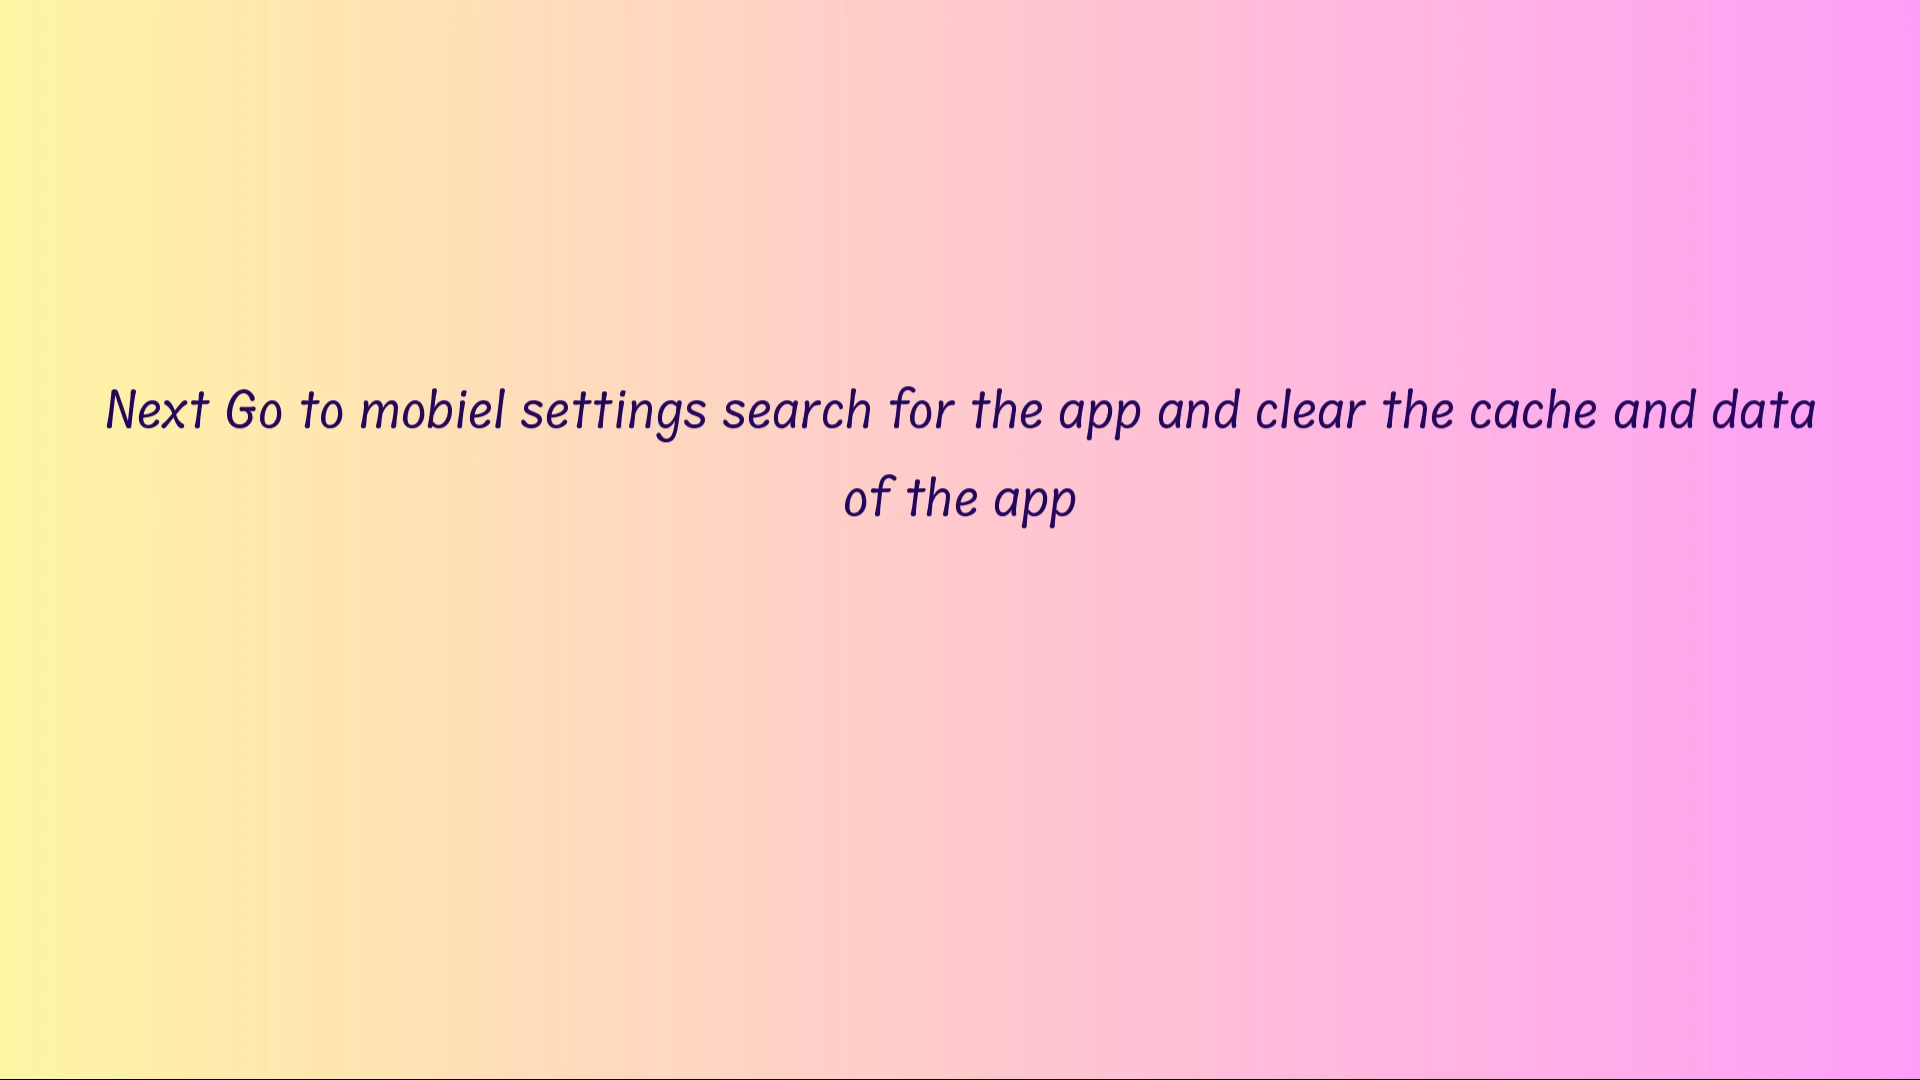 Next Go to mobiel settings search for the app and clear the cache and data
of the app